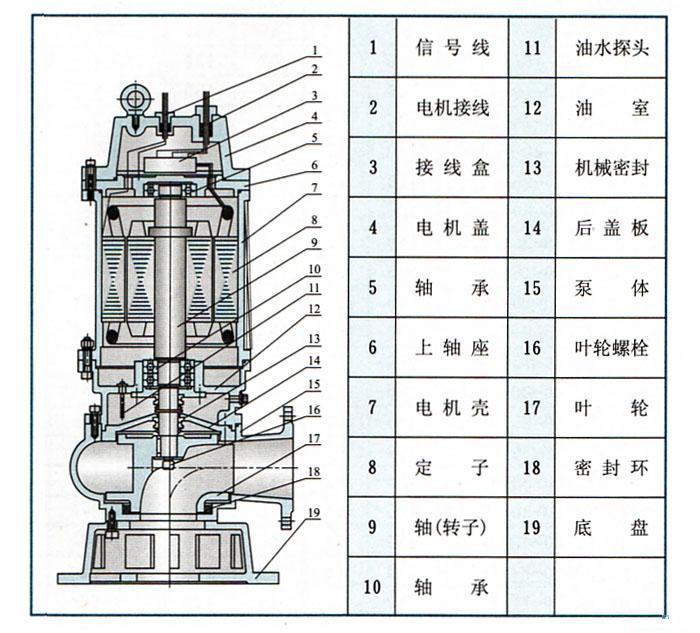 1
2
3
4
5
6
7
8
9
10
11
12
13
14
15
16
17
18
19
1 信号线 11 油水探头
2 电机接线 12 油室
3 接线盒 13 机械密封
4 电机盖 14 后盖板
5 轴承 15 泵体
6 上轴座 16 叶轮螺栓
7 电机壳 17 叶轮
8 定子 18 密封环
9 轴(转子) 19 底盘
10 轴承